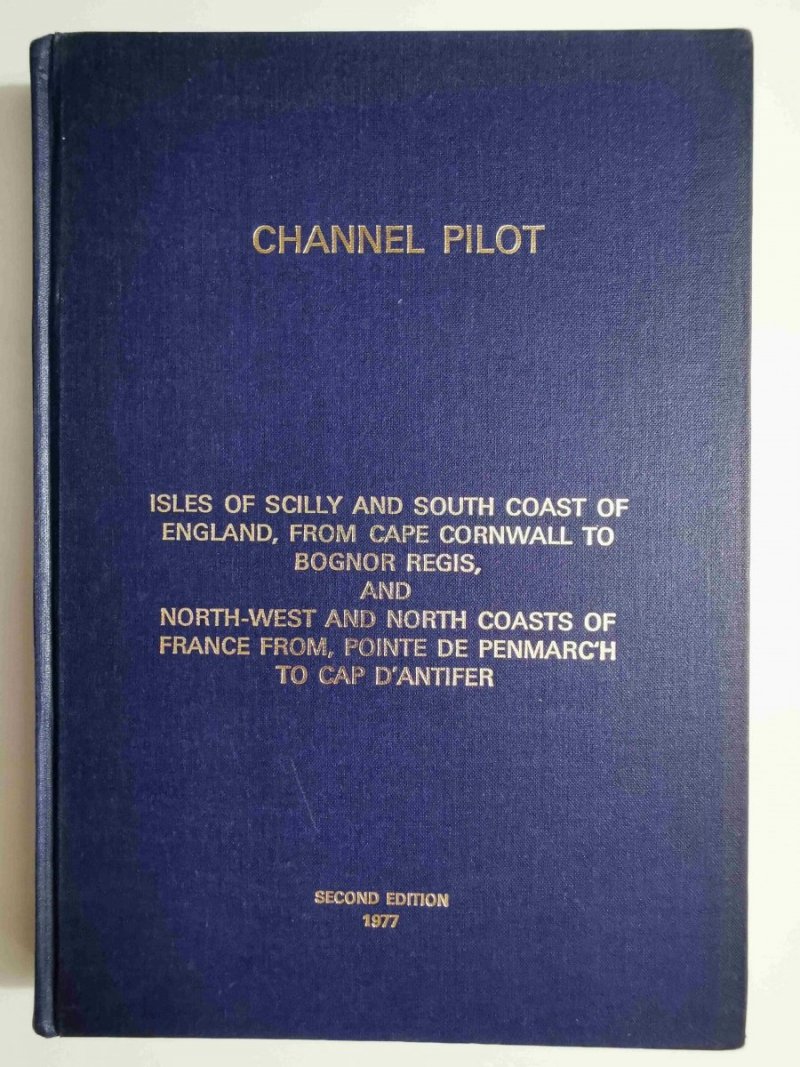 CHANNEL PILOT
ISLES OF SCILLY AND SOUTH COAST OF
ENGLAND, FROM CAPE CORNWALL TO
BOGNOR REGIS,
AND
NORTH-WEST AND NORTH COASTS OF
FRANCE FROM, POINTE DE PENMARC'H
TO CAP D'ANTIFER
SECOND EDITION
1977